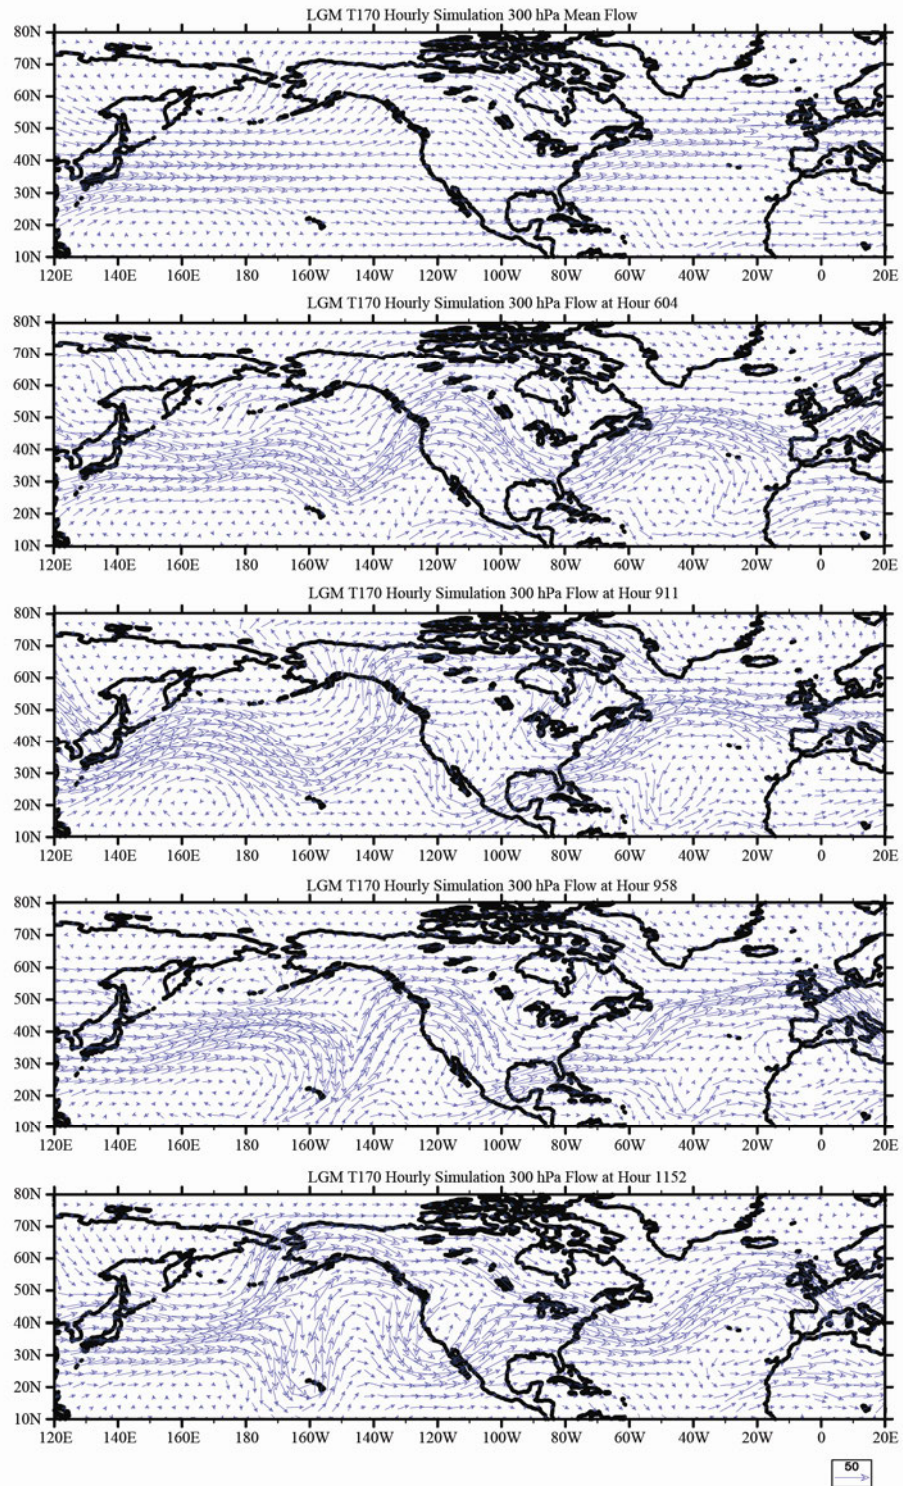 LGM T170 Hourly Simulation 300 hPa Mean Flow
80N
70N
60N
50N
40N
30N
20N
10N
120E 140E 160E 180E 160W 140W 120W 100W 80W 60W 40W 20W 0 20E
LGM T170 Hourly Simulation 300 hPa Flow at Hour 604
80N
70N
60N
50N
40N
30N
20N
10N
120E 140E 160E 180E 160W 140W 120W 100W 80W 60W 40W 20W 0 20E
LGM T170 Hourly Simulation 300 hPa Flow at Hour 911
80N
70N
60N
50N
40N
30N
20N
10N
120E 140E 160E 180E 160W 140W 120W 100W 80W 60W 40W 20W 0 20E
LGM T170 Hourly Simulation 300 hPa Flow at Hour 958
80N
70N
60N
50N
40N
30N
20N
10N
120E 140E 160E 180E 160W 140W 120W 100W 80W 60W 40W 20W 0 20E
LGM T170 Hourly Simulation 300 hPa Flow at Hour 1152
80N
70N
60N
50N
40N
30N
20N
10N
120E 140E 160E 180E 160W 140W 120W 100W 80W 60W 40W 20W 0 20E
50